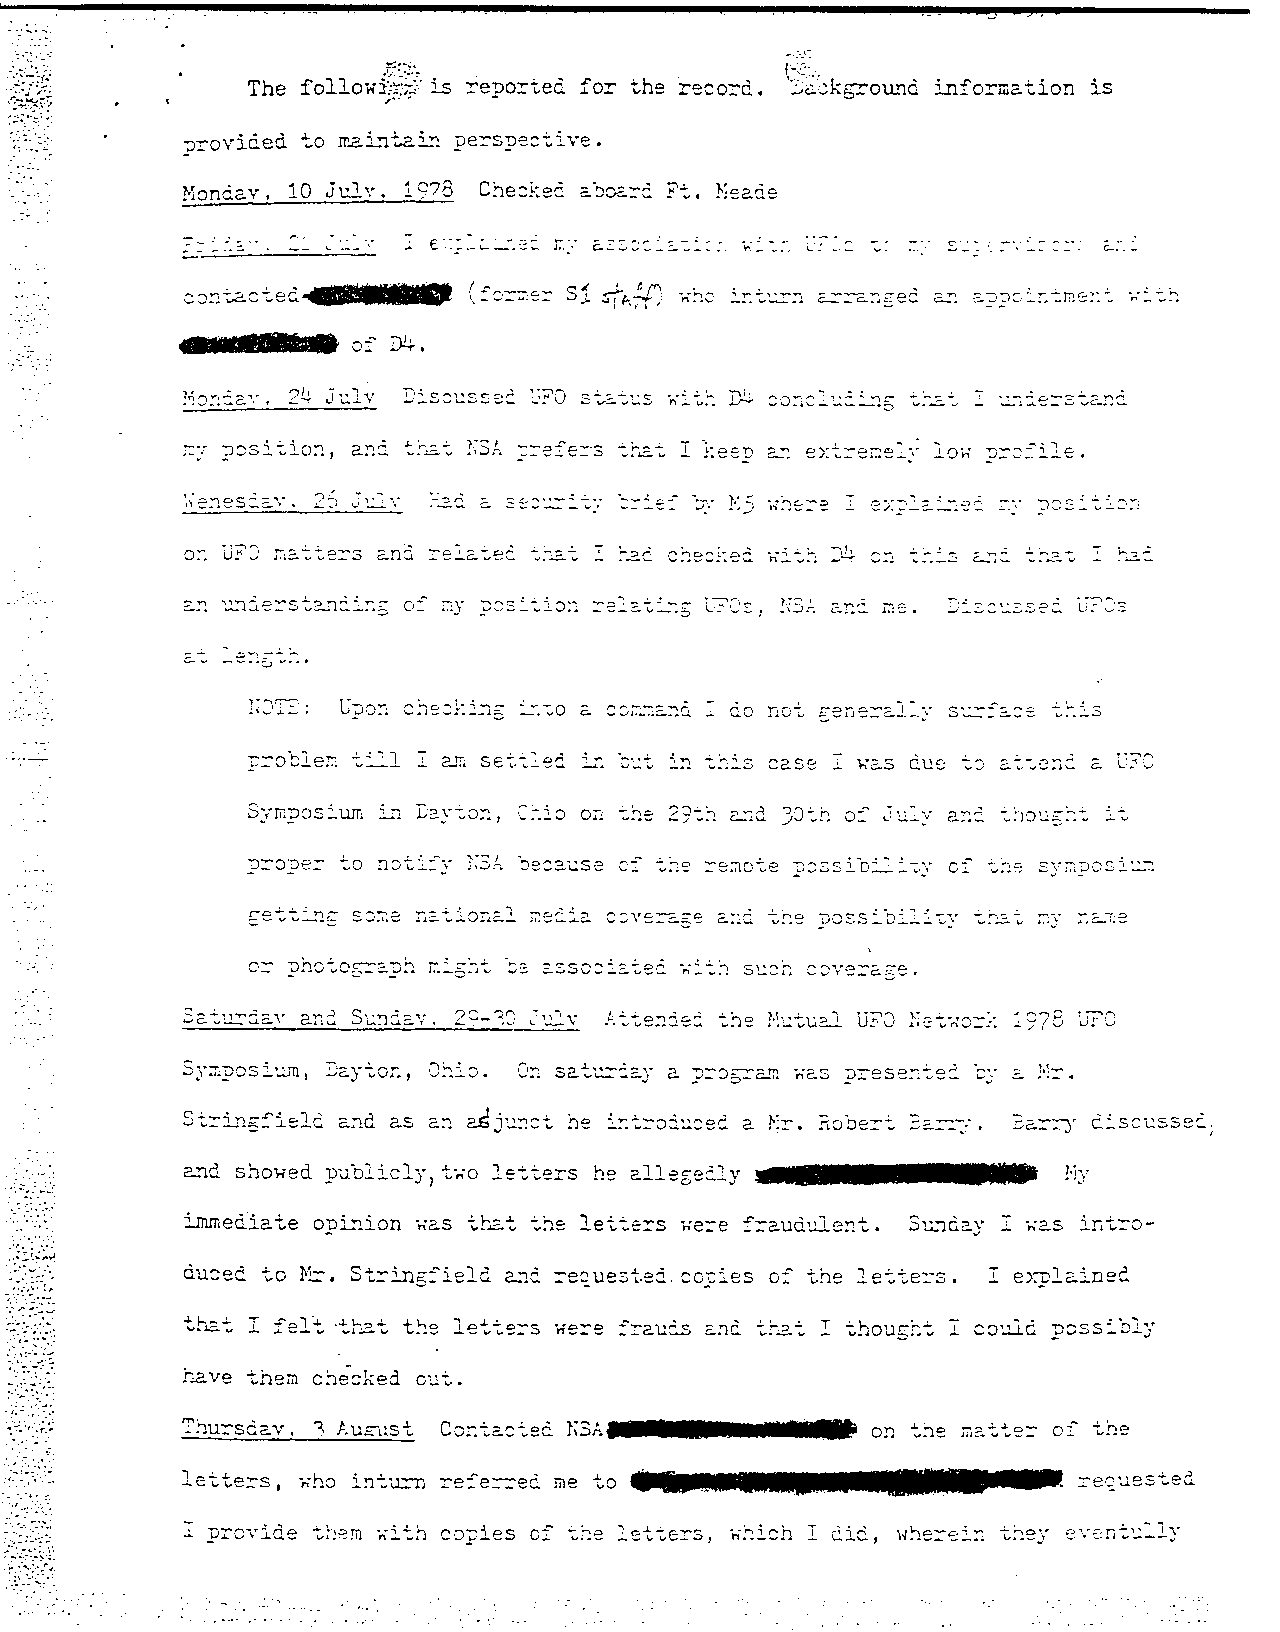 The following is reported for the record. Background information is
provided to maintain perspective.
Monday, 10 July, 1978 Checked aboard Ft. Meade
Friday, 21 July I explained my association with UFOs to my supervisors and
contacted (former S1 staff) who inturn arranged an appointment with
of D4.
Monday, 24 July Discussed UFO status with D4 concluding that I understand
my position, and that NSA prefers that I keep an extremely low profile.
Wenesday, 26 July Had a security brief by M5 where I explained my position
on UFO matters and related that I had checked with D4 on this and that I had
an understanding of my position relating UFOs, NSA and me. Discussed UFOs
at length.
NOTE: Upon checking into a command I do not generally surface this
problem till I am settled in but in this case I was due to attend a UFO
Symposium in Dayton, Ohio on the 29th and 30th of July and thought it
proper to notify NSA because of the remote possibility of the symposium
getting some national media coverage and the possibility that my name
or photograph might be associated with such coverage.
Saturday and Sunday, 29-30 July Attended the Mutual UFO Network 1978 UFO
Symposium, Dayton, Ohio. On saturday a program was presented by a Mr.
Stringfield and as an adjunct he introduced a Mr. Robert Barry. Barry discussed,
and showed publicly, two letters he allegedly My
immediate opinion was that the letters were fraudulent. Sunday I was intro-
duced to Mr. Stringfield and requested copies of the letters. I explained
that I felt that the letters were frauds and that I thought I could possibly
have them checked out.
Thursday, 3 August Contacted NSA on the matter of the
letters, who inturn referred me to requested
I provide them with copies of the letters, which I did, wherein they eventully